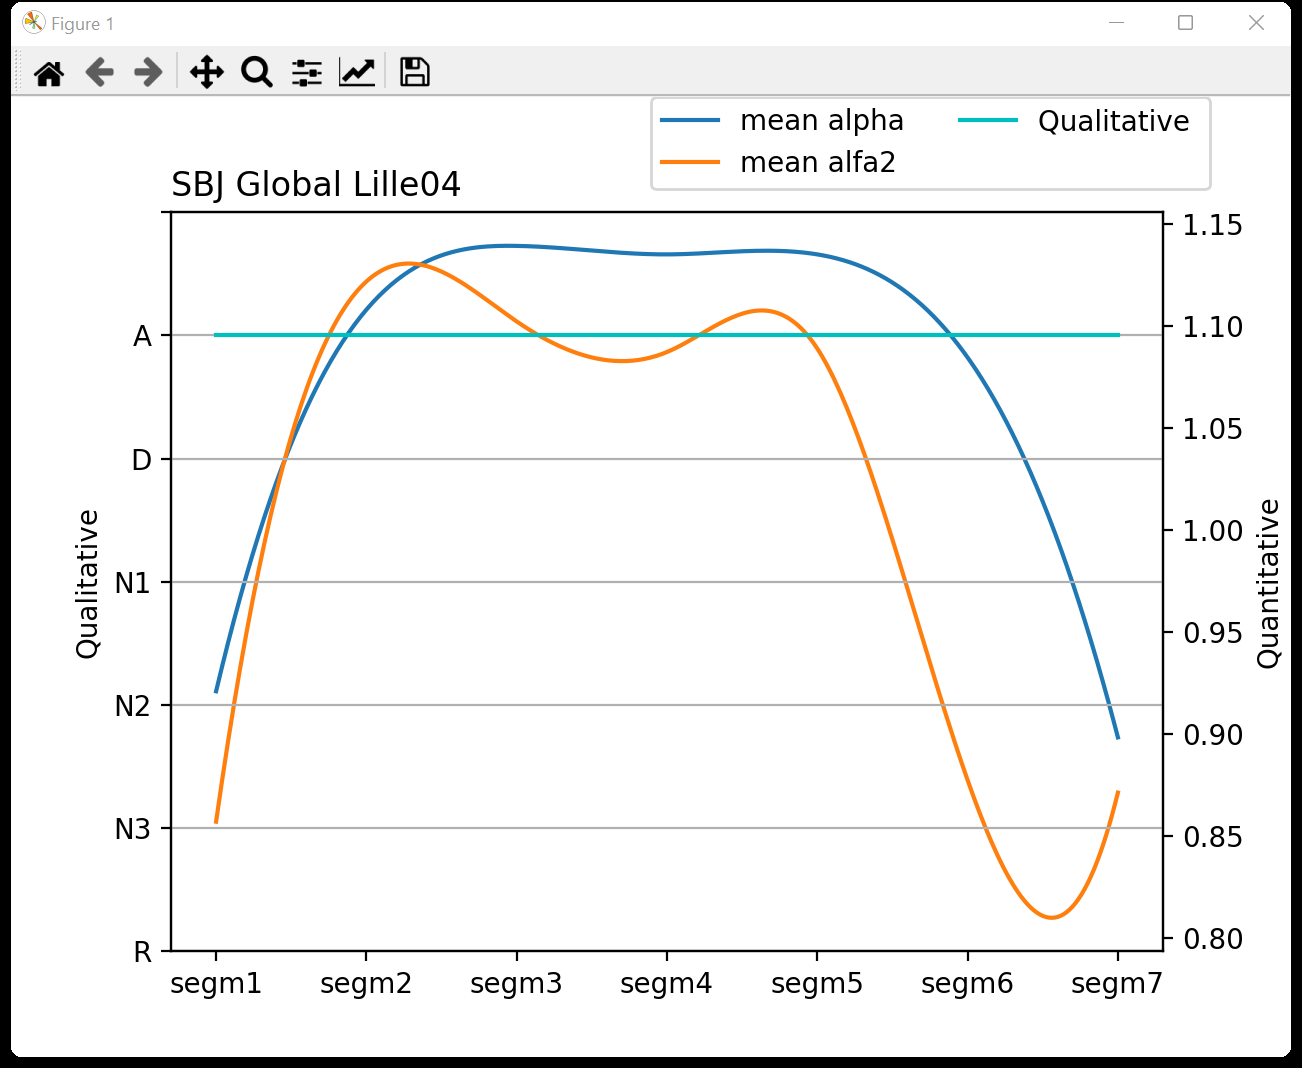 Figure 1
mean alpha
mean alfa2
Qualitative
SBJ Global Lille04
A
D
N1
N2
N3
R
Qualitative
1.15
1.10
1.05
1.00
0.95
0.90
0.85
0.80
Quantitative
segm1 segm2 segm3 segm4 segm5 segm6 segm7